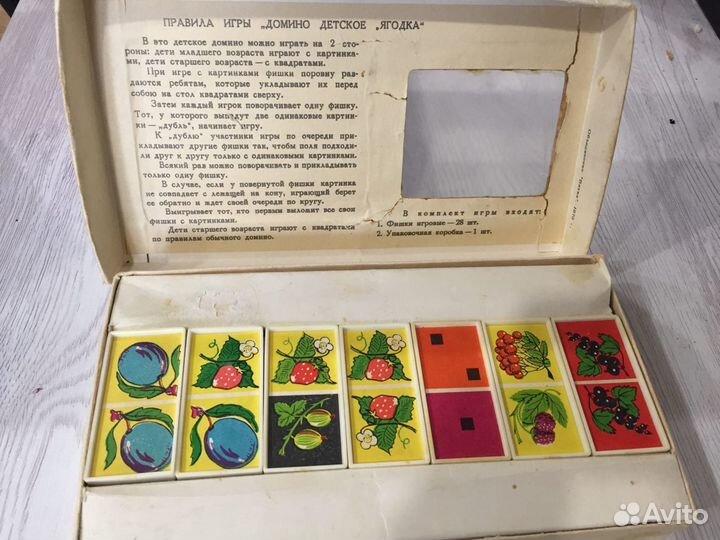 ПРАВИЛА ИГРЫ „ДОМИНО ДЕТСКОЕ „ЯГОДКА“
В это детское домино можно играть на 2 сто-
роны: дети младшего возраста играют с картинка-
ми, дети старшего возраста — с квадратами.
При игре с картинками фишки поровну раз-
даются ребятам, которые укладывают их перед
собою на стол квадратами сверху.
Затем каждый игрок поворачивает одну фишку.
Тот, у которого выпадут две одинаковые картин-
ки — „дубль“, начинает игру.
К „дублю“ участники игры по очереди при-
кладывают другие фишки так, чтобы поля подходи-
ли друг к другу только с одинаковыми картинками.
Всякий раз можно поворачивать и прикладывать
только одну фишку.
В случае, если у повернутой фишки картинка
не совпадает с лежащей на кону, играющий берет
ее обратно и ждет своей очереди по кругу.
Выигрывает тот, кто первым выложит все свои
фишки с картинками.
Дети старшего возраста играют с квадратами
по правилам обычного домино.
В комплект игры входят:
1. Фишки игровые — 28 шт.
2. Упаковочная коробка — 1 шт.
Avito